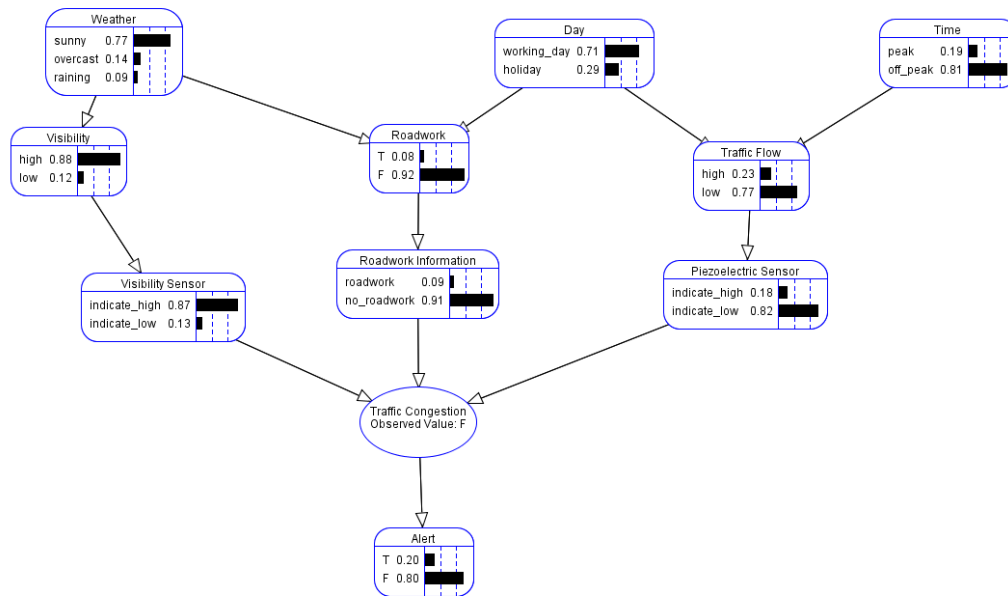 Weather
sunny 0.77
overcast 0.14
raining 0.09
Day
working_day 0.71
holiday 0.29
Time
peak 0.19
off_peak 0.81
Visibility
high 0.88
low 0.12
Roadwork
T 0.08
F 0.92
Traffic Flow
high 0.23
low 0.77
Visibility Sensor
indicate_high 0.87
indicate_low 0.13
Roadwork Information
roadwork 0.09
no_roadwork 0.91
Piezoelectric Sensor
indicate_high 0.18
indicate_low 0.82
Traffic Congestion
Observed Value: F
Alert
T 0.20
F 0.80